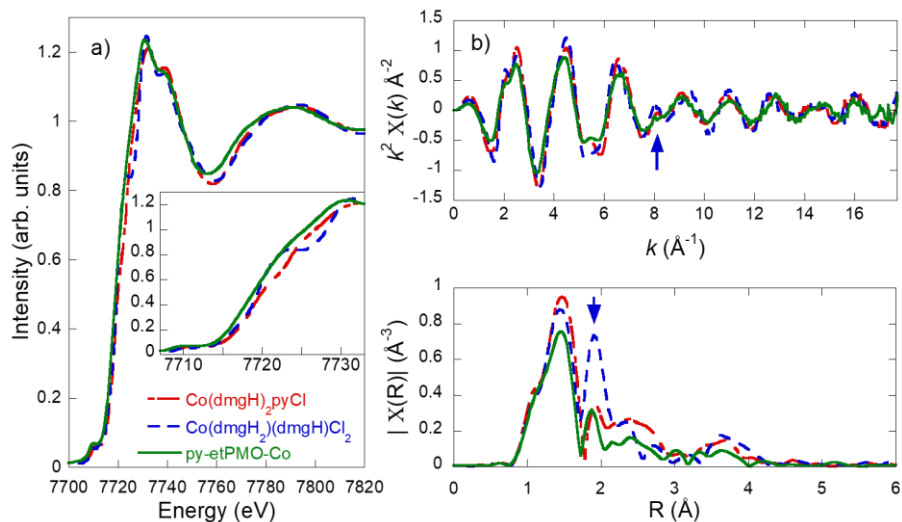 a)
Intensity (arb. units)
1.2
1
0.8
0.6
0.4
0.2
0
7700 7720 7740 7760 7780 7800 7820
Energy (eV)
1.2
1
0.8
0.6
0.4
0.2
0
7710 7720 7730
Co(dmgH)₂pyCl
Co(dmgH₂)(dmgH)Cl₂
py-etPMO-Co
b)
k² Χ(k) Å⁻²
1
0.5
0
-0.5
-1
-1.5
0 2 4 6 8 10 12 14 16
k (Å⁻¹)
| Χ(R)| (Å⁻³)
1
0.8
0.6
0.4
0.2
0
0 1 2 3 4 5 6
R (Å)